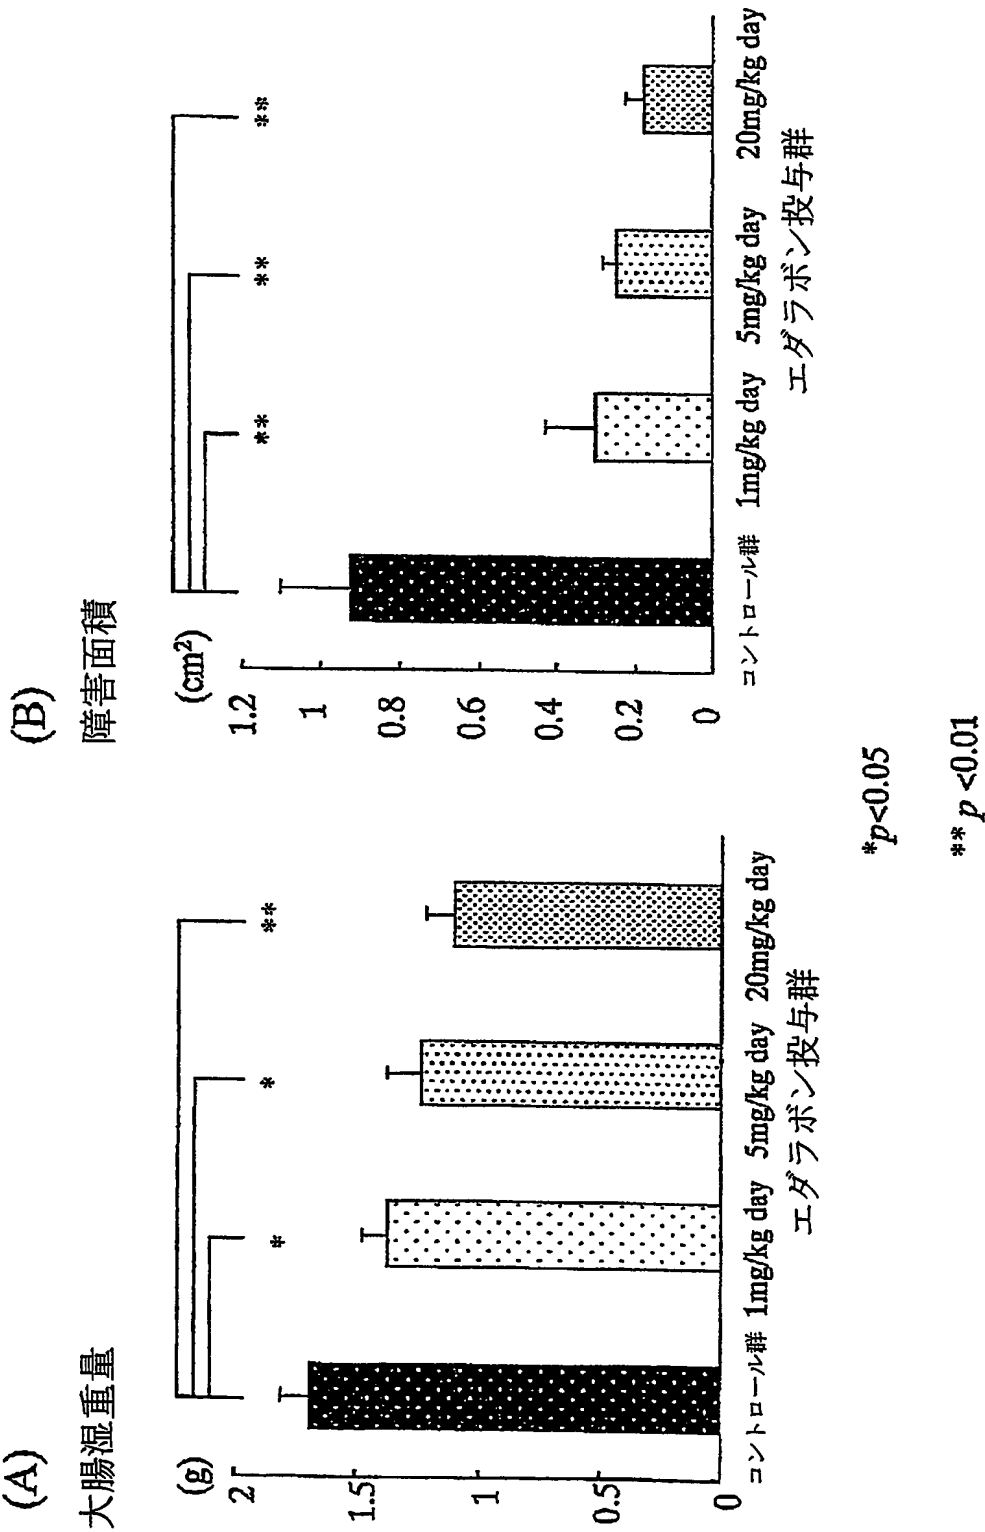 (A)
大腸湿重量
(g)
2
1.5
1
0.5
0
*
*
**
コントロール群 1mg/kg day 5mg/kg day 20mg/kg day
エダラボン投与群
(B)
障害面積
(cm²)
1.2
1
0.8
0.6
0.4
0.2
0
**
**
**
コントロール群 1mg/kg day 5mg/kg day 20mg/kg day
エダラボン投与群
*p<0.05
** p <0.01